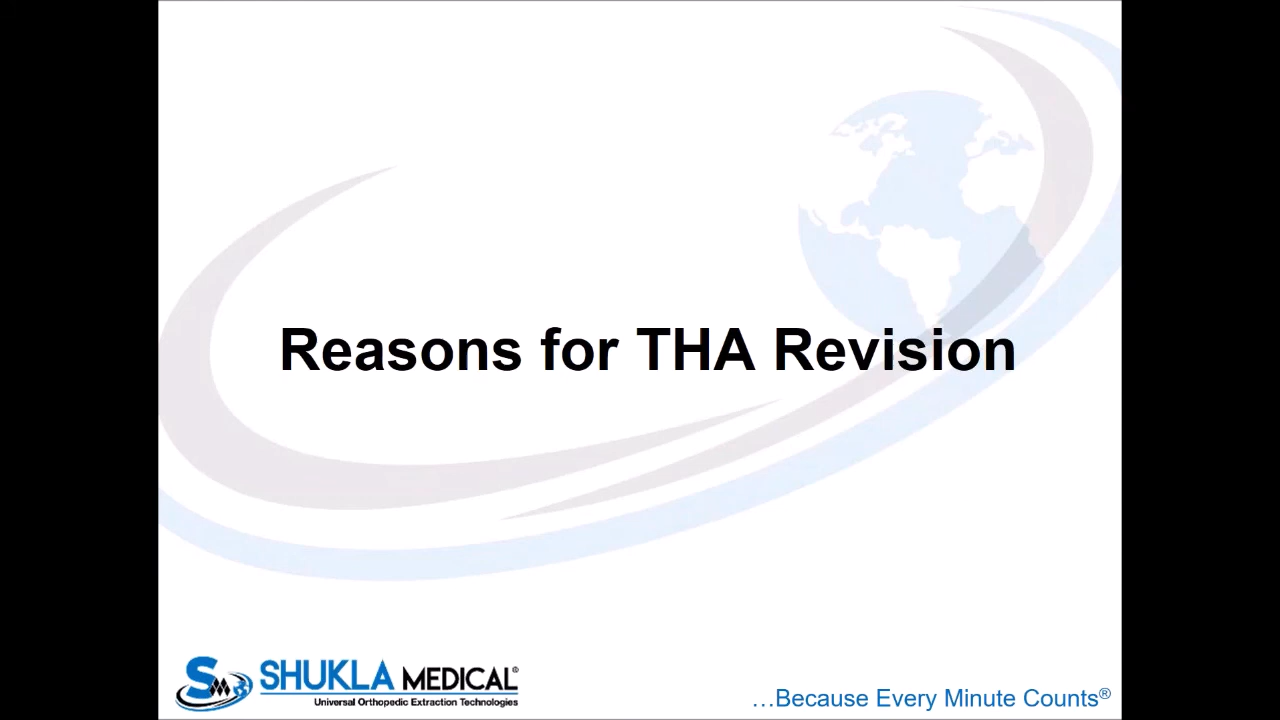 Reasons for THA Revision
SHUKLA MEDICAL®
Universal Orthopedic Extraction Technologies
…Because Every Minute Counts®